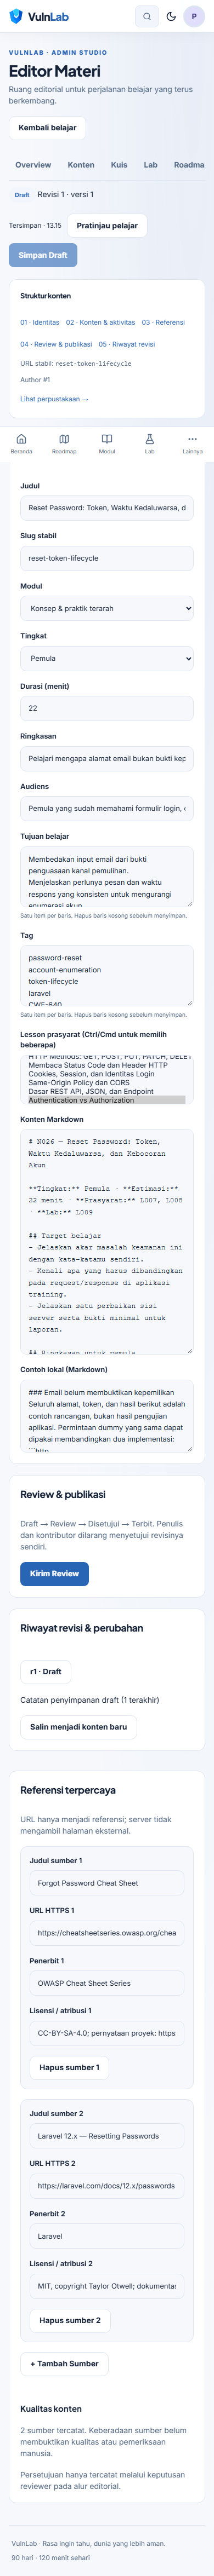 VulnLab
P
VULNLAB · ADMIN STUDIO
Editor Materi
Ruang editorial untuk perjalanan belajar yang terus
berkembang.
Kembali belajar
Overview Konten Kuis Lab Roadma
Draft Revisi 1 · versi 1
Tersimpan · 13.15 Pratinjau pelajar
Simpan Draft
Struktur konten
01 · Identitas 02 · Konten & aktivitas 03 · Referensi
04 · Review & publikasi 05 · Riwayat revisi
URL stabil: reset-token-lifecycle
Author #1
Lihat perpustakaan →
Beranda Roadmap Modul Lab Lainnya
Judul
Reset Password: Token, Waktu Kedaluwarsa, d
Slug stabil
reset-token-lifecycle
Modul
Konsep & praktik terarah
Tingkat
Pemula
Durasi (menit)
22
Ringkasan
Pelajari mengapa alamat email bukan bukti kep
Audiens
Pemula yang sudah memahami formulir login,
Tujuan belajar
Membedakan input email dari bukti
penguasaan kanal pemulihan.
Menjelaskan perlunya pesan dan waktu
respons yang konsisten untuk mengurangi
enumerasi akun
Satu item per baris. Hapus baris kosong sebelum menyimpan.
Tag
password-reset
account-enumeration
token-lifecycle
laravel
CWE-640
Satu item per baris. Hapus baris kosong sebelum menyimpan.
Lesson prasyarat (Ctrl/Cmd untuk memilih
beberapa)
HTTP Methods: GET, POST, PUT, PATCH, DELET
Membaca Status Code dan Header HTTP
Cookies, Session, dan Identitas Login
Same-Origin Policy dan CORS
Dasar REST API, JSON, dan Endpoint
Authentication vs Authorization
Konten Markdown
# N026 — Reset Password: Token,
Waktu Kedaluwarsa, dan Kebocoran
Akun
**Tingkat:** Pemula · **Estimasi:**
22 menit · **Prasyarat:** L007, L008
· **Lab:** L009
## Target belajar
- Jelaskan akar masalah keamanan ini
dengan kata-katamu sendiri.
- Kenali apa yang harus dibandingkan
pada request/response di aplikasi
training.
- Jelaskan satu perbaikan sisi
server serta bukti minimal untuk
laporan.
## Ringkasan untuk pemula
Contoh lokal (Markdown)
### Email belum membuktikan kepemilikan
Seluruh alamat, token, dan hasil berikut adalah
contoh rancangan, bukan hasil pengujian
aplikasi. Permintaan dummy yang sama dapat
dipakai membandingkan dua implementasi:
```http
Review & publikasi
Draft → Review → Disetujui → Terbit. Penulis
dan kontributor dilarang menyetujui revisinya
sendiri.
Kirim Review
Riwayat revisi & perubahan
r1 · Draft
Catatan penyimpanan draft (1 terakhir)
Salin menjadi konten baru
Referensi terpercaya
URL hanya menjadi referensi; server tidak
mengambil halaman eksternal.
Judul sumber 1
Forgot Password Cheat Sheet
URL HTTPS 1
https://cheatsheetseries.owasp.org/chea
Penerbit 1
OWASP Cheat Sheet Series
Lisensi / atribusi 1
CC-BY-SA-4.0; pernyataan proyek: https
Hapus sumber 1
Judul sumber 2
Laravel 12.x — Resetting Passwords
URL HTTPS 2
https://laravel.com/docs/12.x/passwords
Penerbit 2
Laravel
Lisensi / atribusi 2
MIT, copyright Taylor Otwell; dokumentas
Hapus sumber 2
+ Tambah Sumber
Kualitas konten
2 sumber tercatat. Keberadaan sumber belum
membuktikan kualitas atau pemeriksaan
manusia.
Persetujuan hanya tercatat melalui keputusan
reviewer pada alur editorial.
VulnLab · Rasa ingin tahu, dunia yang lebih aman.
90 hari · 120 menit sehari